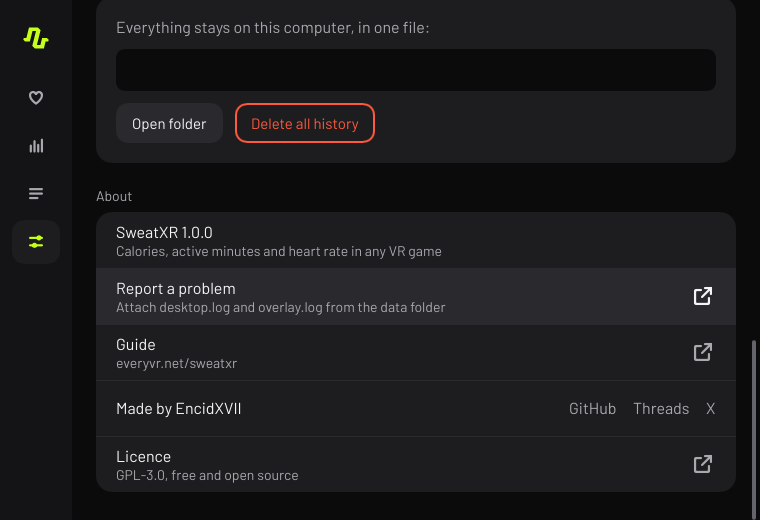 Everything stays on this computer, in one file:
Open folder
Delete all history
About
SweatXR 1.0.0
Calories, active minutes and heart rate in any VR game
Report a problem
Attach desktop.log and overlay.log from the data folder
Guide
everyvr.net/sweatxr
Made by EncidXVII
GitHub Threads X
Licence
GPL-3.0, free and open source